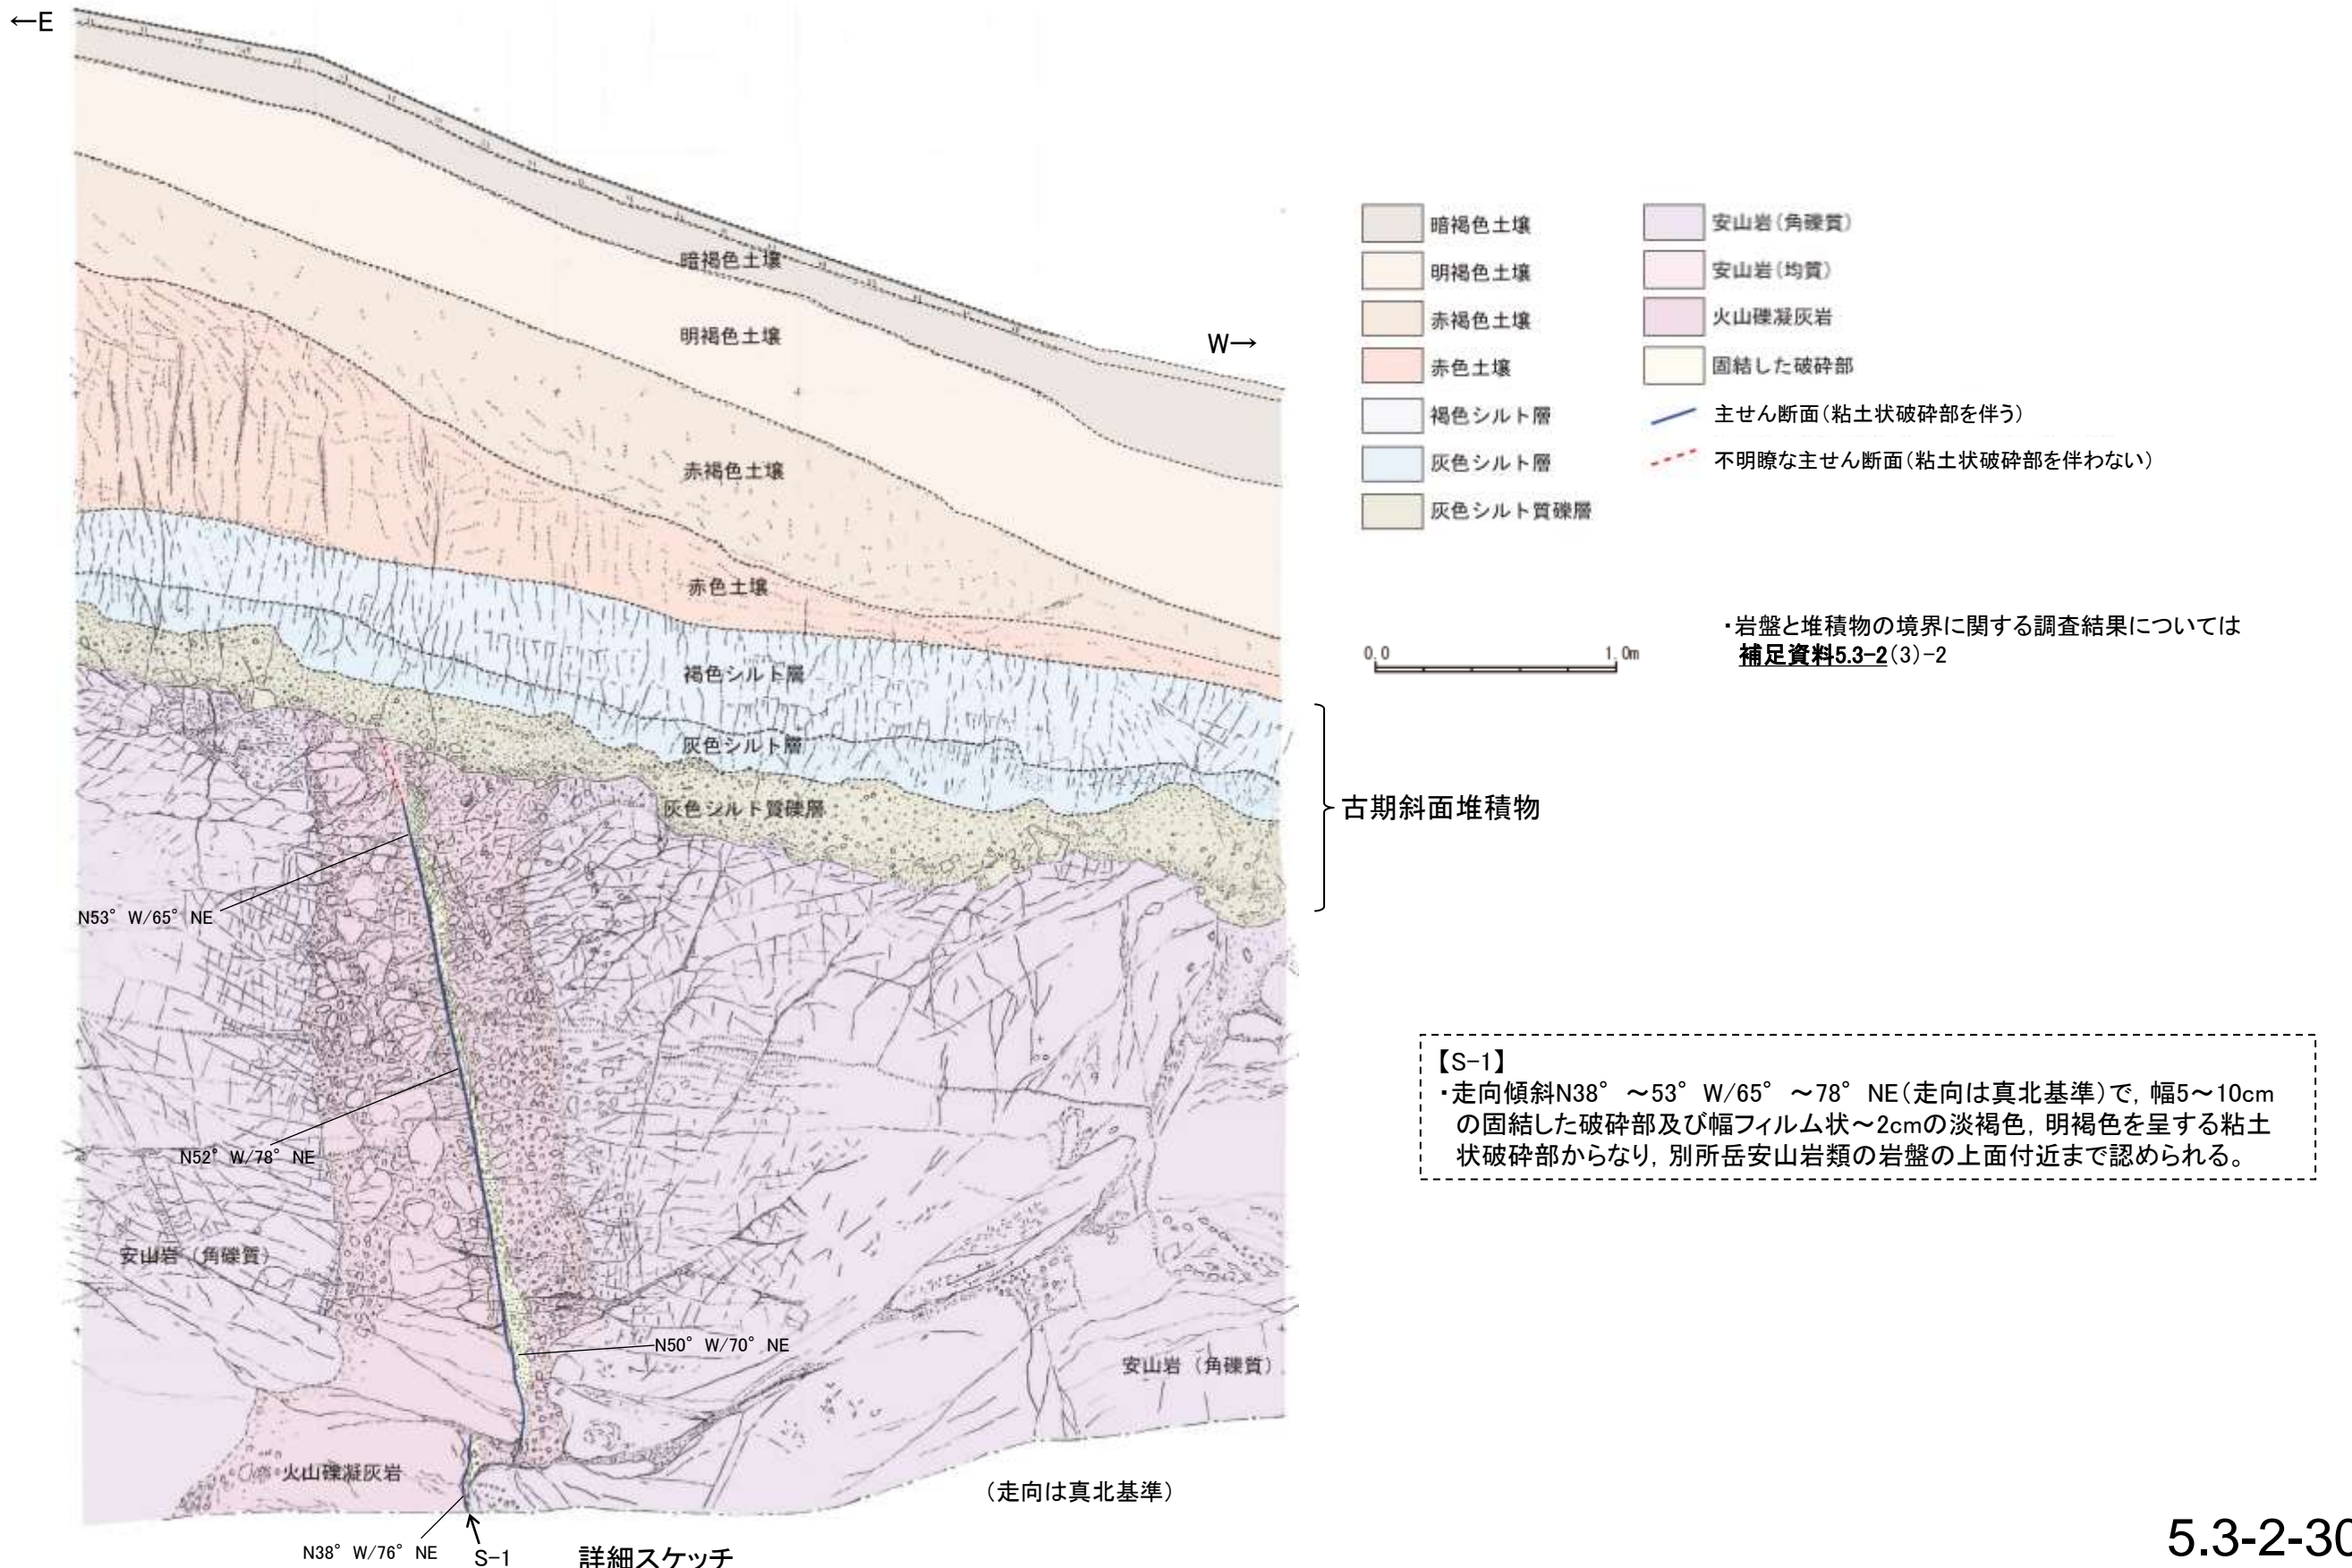 ←E
W→
暗褐色土壌
明褐色土壌
赤褐色土壌
赤色土壌
褐色シルト層
灰色シルト層
灰色シルト質礫層
N53° W/65° NE
N52° W/78° NE
安山岩（角礫質）
N50° W/70° NE
安山岩（角礫質）
火山礫凝灰岩
(走向は真北基準)
N38° W/76° NE
S-1
詳細スケッチ
暗褐色土壌
明褐色土壌
赤褐色土壌
赤色土壌
褐色シルト層
灰色シルト層
灰色シルト質礫層
安山岩(角礫質)
安山岩(均質)
火山礫凝灰岩
固結した破砕部
主せん断面(粘土状破砕部を伴う)
不明瞭な主せん断面(粘土状破砕部を伴わない)
0.0 1.0m
・岩盤と堆積物の境界に関する調査結果については
補足資料5.3-2(3)-2
古期斜面堆積物
【S-1】
・走向傾斜N38° ～53° W/65° ～78° NE(走向は真北基準)で, 幅5～10cm
の固結した破砕部及び幅フィルム状～2cmの淡褐色, 明褐色を呈する粘土
状破砕部からなり, 別所岳安山岩類の岩盤の上面付近まで認められる。
5.3-2-30